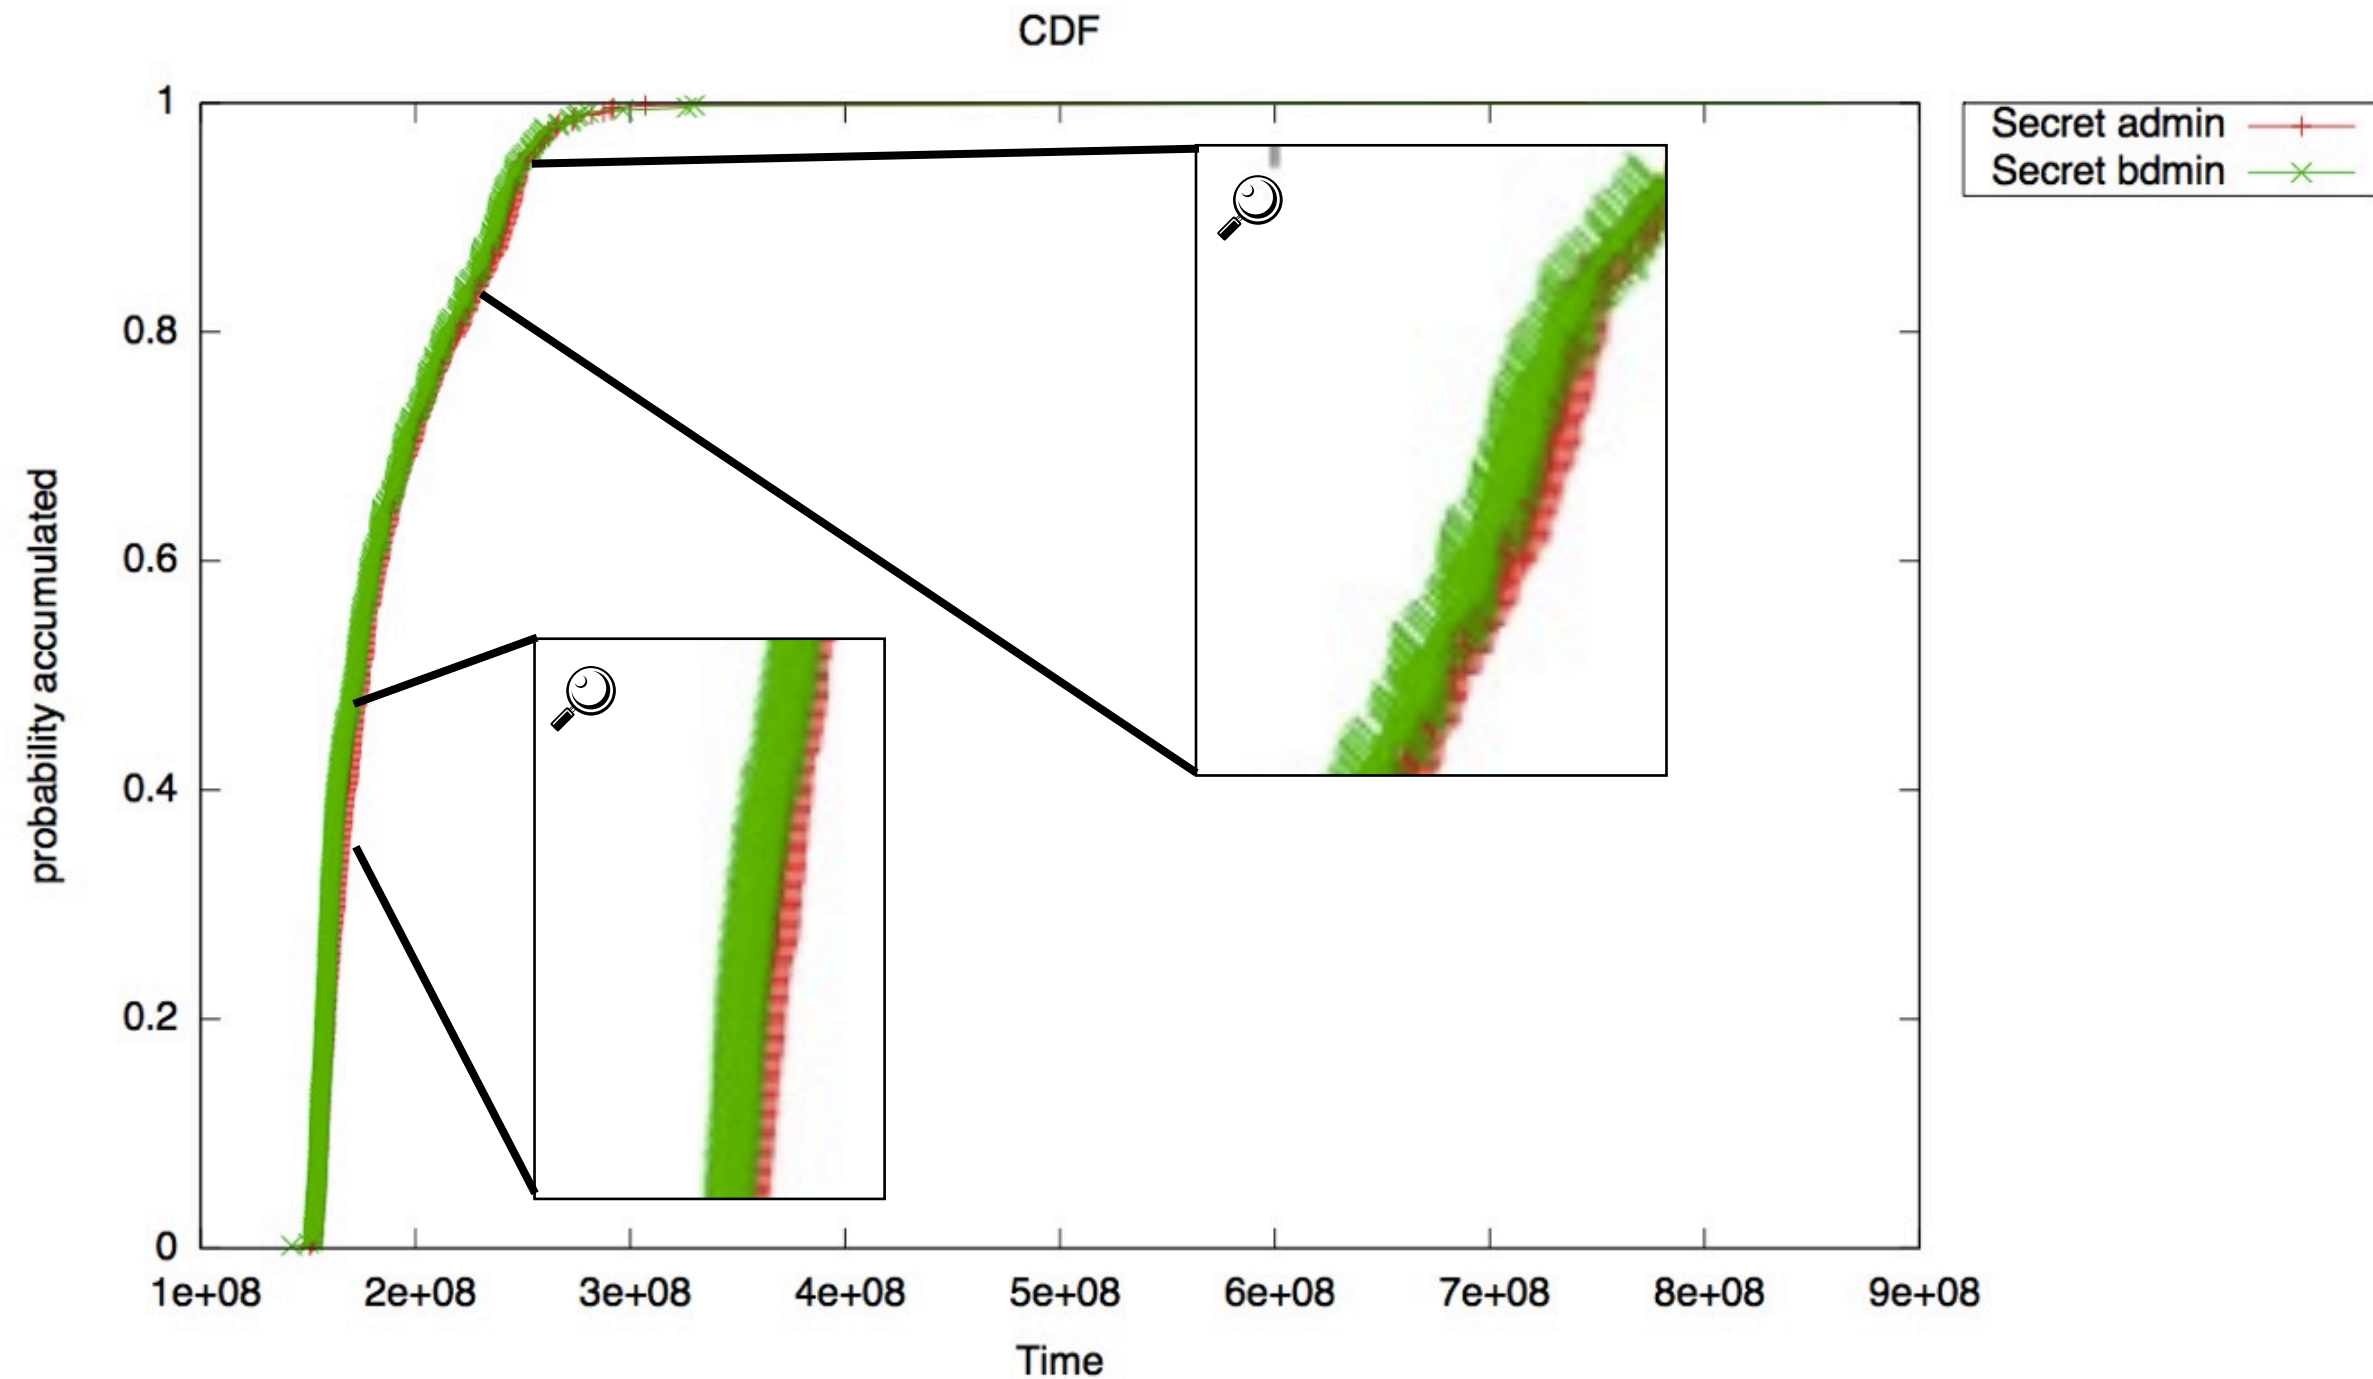 CDF
1
0.8
0.6
0.4
0.2
0
probability accumulated
1e+08 2e+08 3e+08 4e+08 5e+08 6e+08 7e+08 8e+08 9e+08
Time
Secret admin
Secret bdmin